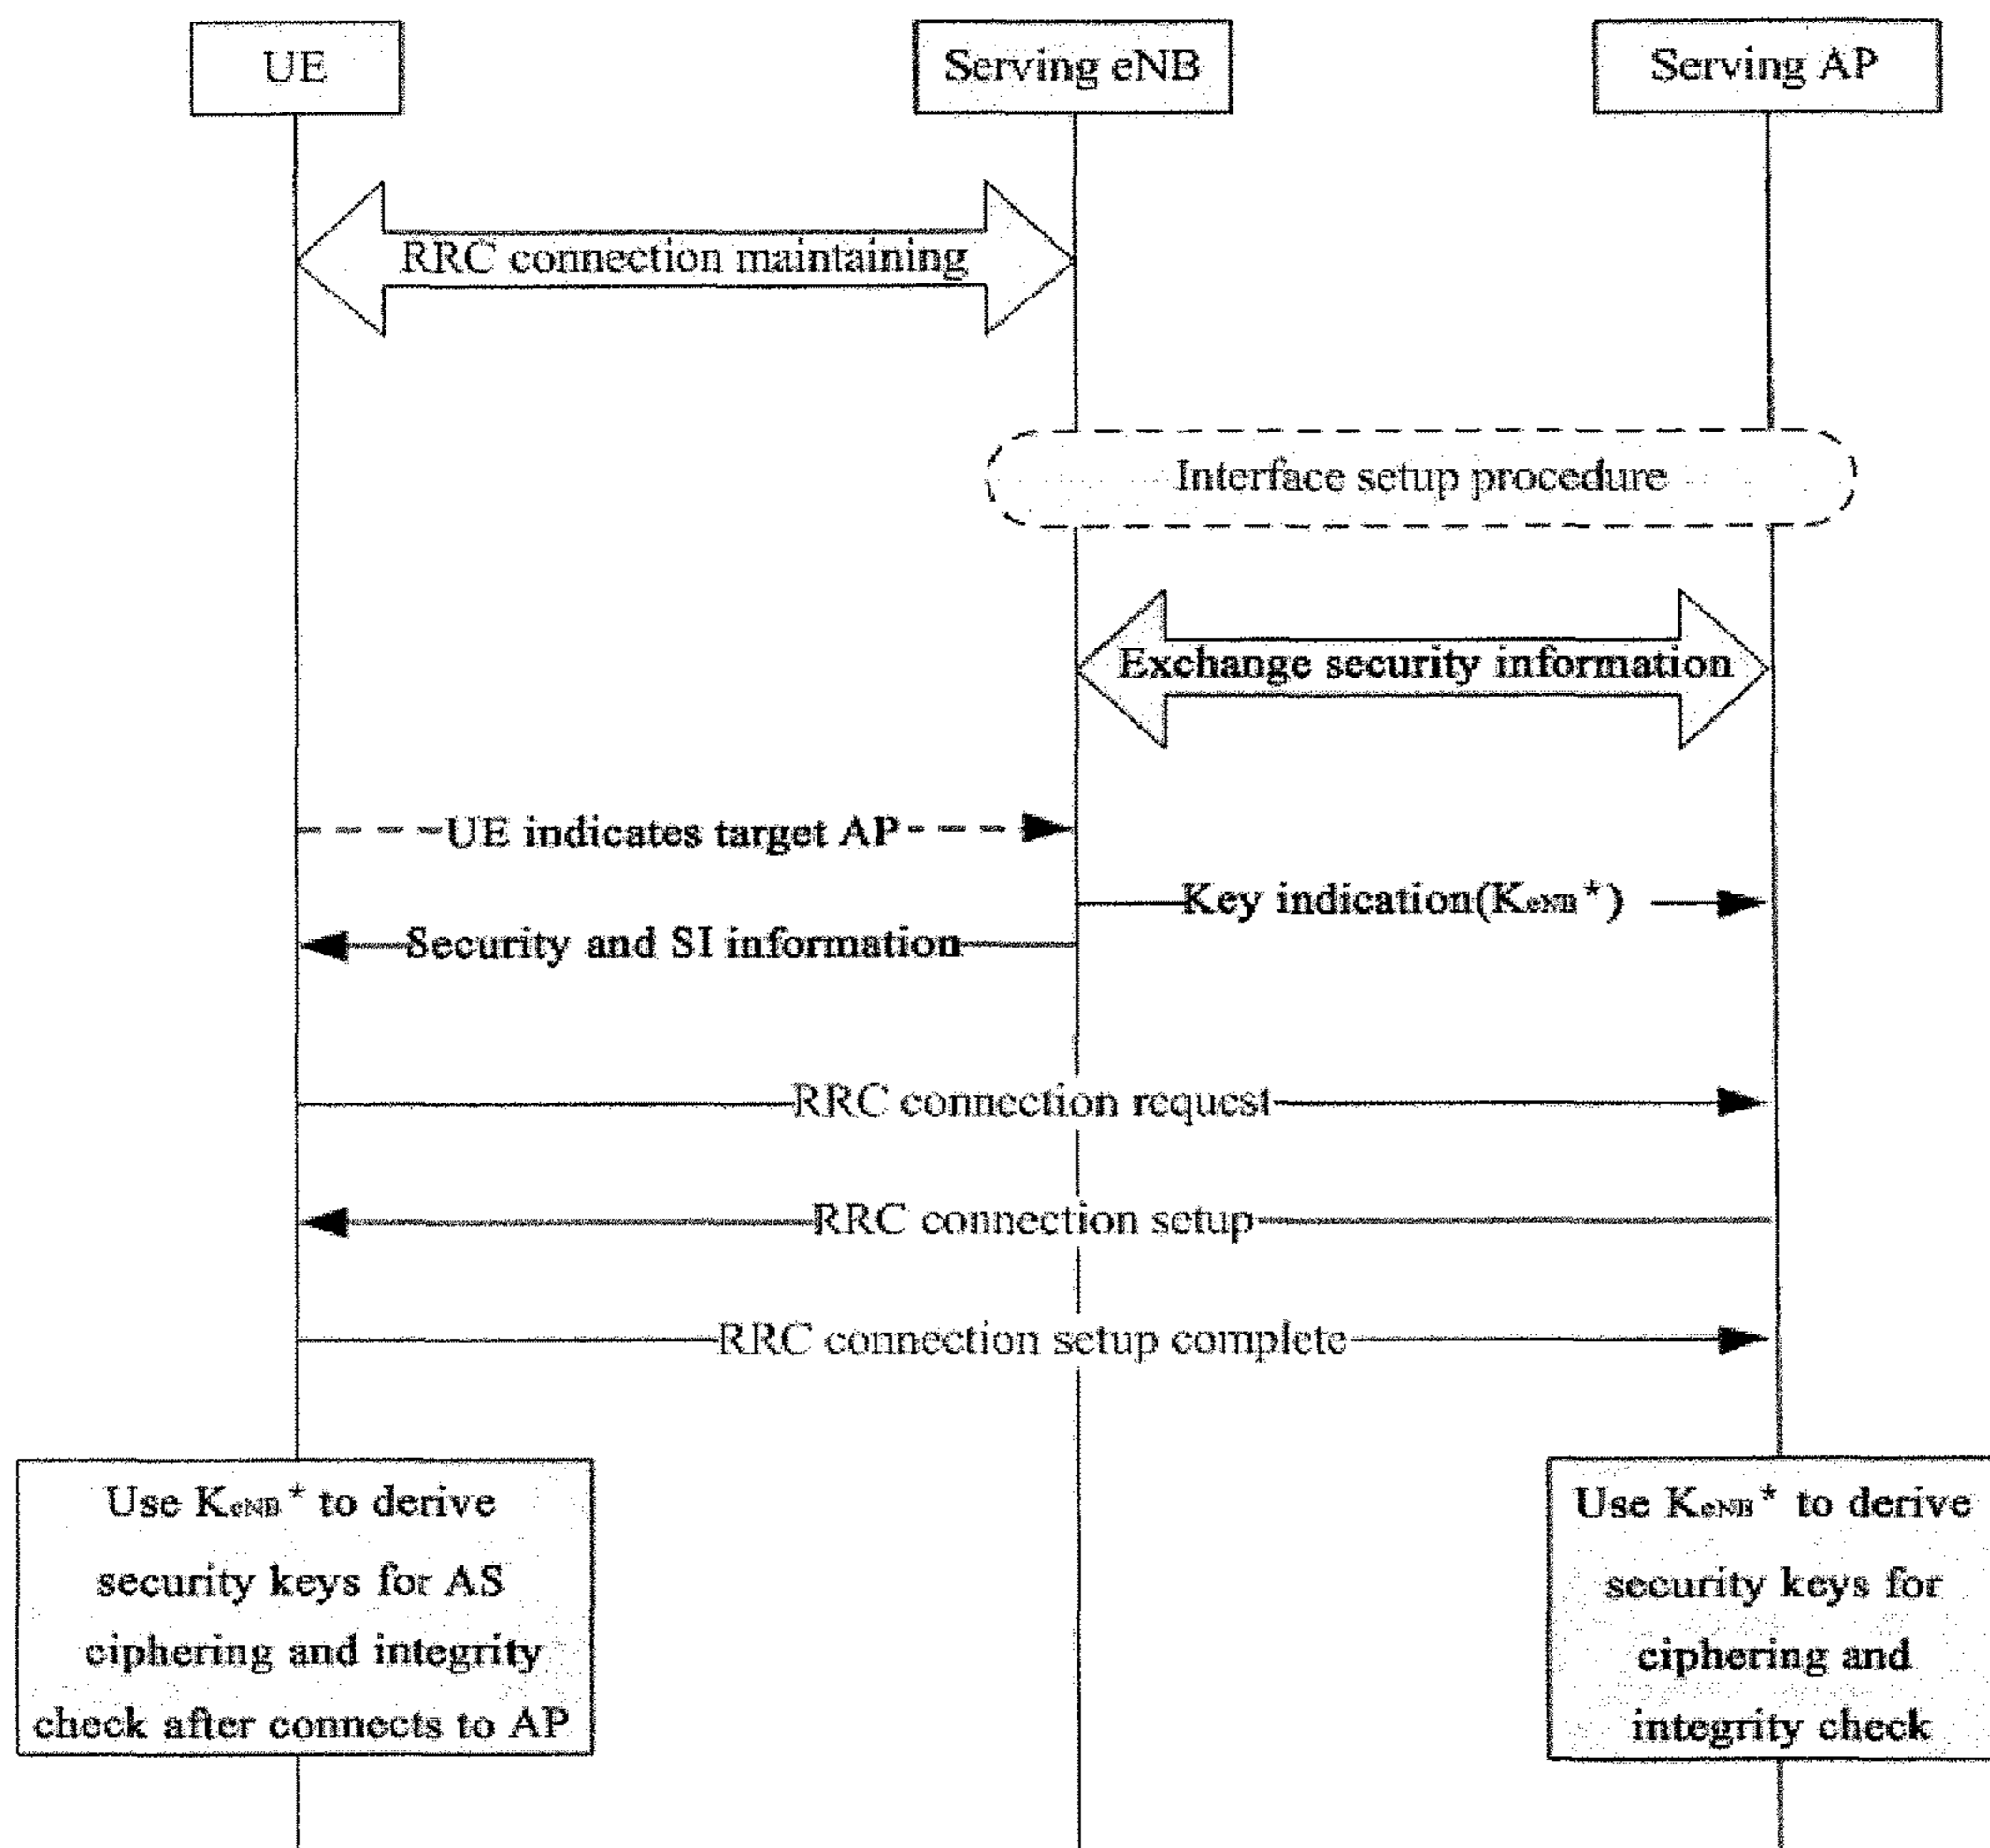 UE
Serving eNB
Serving AP
RRC connection maintaining
Interface setup procedure
Exchange security information
UE indicates target AP
Key indication(KeNB*)
Security and SI information
RRC connection request
RRC connection setup
RRC connection setup complete
Use KeNB* to derive
security keys for AS
ciphering and integrity
check after connects to AP
Use KeNB* to derive
security keys for
ciphering and
integrity check